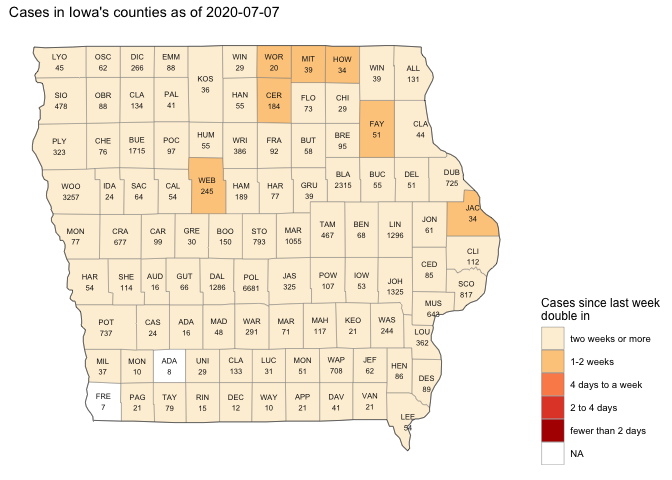 Cases in Iowa's counties as of 2020-07-07
LYO OSC DIC EMM WIN WOR MIT HOW
45 62 266 88 29 20 39 34
KOS WIN ALL
36 39 131
SIO OBR CLA PAL HAN CER FLO CHI
478 88 134 41 55 184 73 29
FAY CLA
51 44
PLY CHE BUE POC HUM WRI FRA BUT BRE
323 76 1715 97 55 386 92 58 95
WOO IDA SAC CAL WEB HAM HAR GRU BLA BUC DEL DUB
3257 24 64 54 245 189 77 39 2315 55 51 725
JAC
34
MON CRA CAR GRE BOO STO MAR TAM BEN LIN JON
77 677 99 30 150 793 1055 467 68 1296 61
CLI
112
HAR SHE AUD GUT DAL POL JAS POW IOW JOH CED SCO
54 114 16 66 1286 6681 325 107 53 1325 85 817
MUS
643
POT CAS ADA MAD WAR MAR MAH KEO WAS LOU
737 24 16 48 291 71 117 21 244 362
MIL MON ADA UNI CLA LUC MON WAP JEF HEN DES
37 10 8 29 133 31 51 708 62 86 89
FRE PAG TAY RIN DEC WAY APP DAV VAN LEE
7 21 79 15 12 10 21 41 21 54
Cases since last week
double in
two weeks or more
1-2 weeks
4 days to a week
2 to 4 days
fewer than 2 days
NA